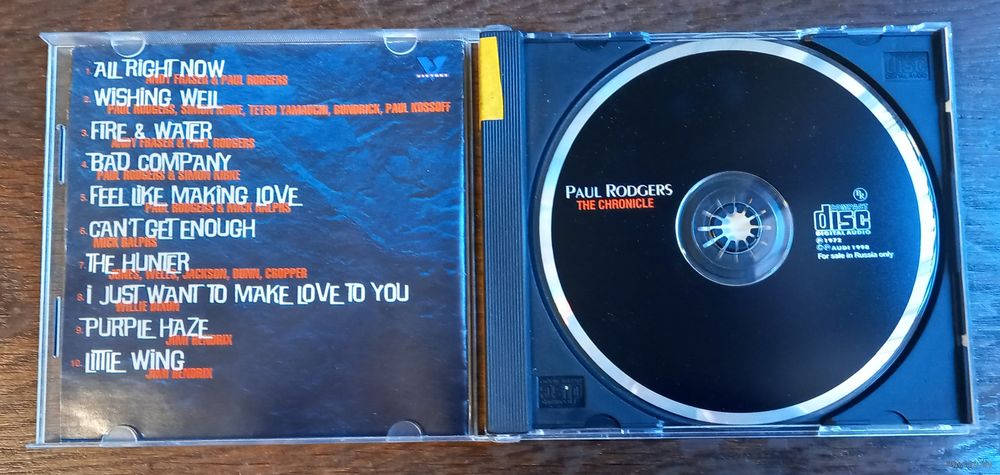 VICTORY
1. ALL RIGHT NOW
ANDY FRASER & PAUL RODGERS
2. WISHING WELL
PAUL RODGERS, SIMON KIRKE, TETSU YAMAUCHI, BUNDRICK, PAUL KOSSOFF
3. FIRE & WATER
ANDY FRASER & PAUL RODGERS
4. BAD COMPANY
PAUL RODGERS & SIMON KIRKE
5. FEEL LIKE MAKING LOVE
PAUL RODGERS & MICK RALPHS
6. CAN'T GET ENOUGH
MICK RALPHS
7. THE HUNTER
JONES, WELLS, JACKSON, DUNN, CROPPER
8. I JUST WANT TO MAKE LOVE TO YOU
WILLIE DIXON
9. PURPLE HAZE
JIMI HENDRIX
10. LITTLE WING
JIMI HENDRIX
PAUL RODGERS
THE CHRONICLE
COMPACT
disc
DIGITAL AUDIO
℗ 1972
©℗ AUDI 1998
For sale in Russia only
disc
DIGITAL AUDIO